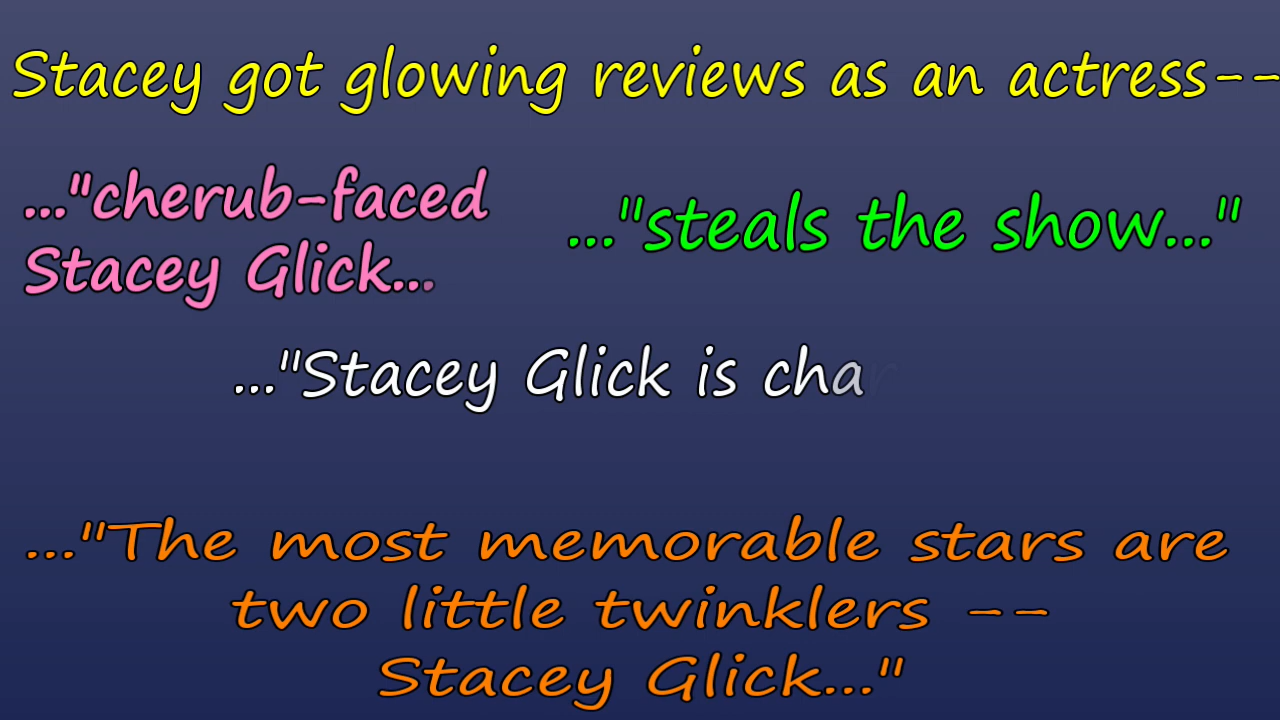 Stacey got glowing reviews as an actress--
..."cherub-faced
Stacey Glick...
..."steals the show..."
..."Stacey Glick is char
..."The most memorable stars are
two little twinklers --
Stacey Glick..."